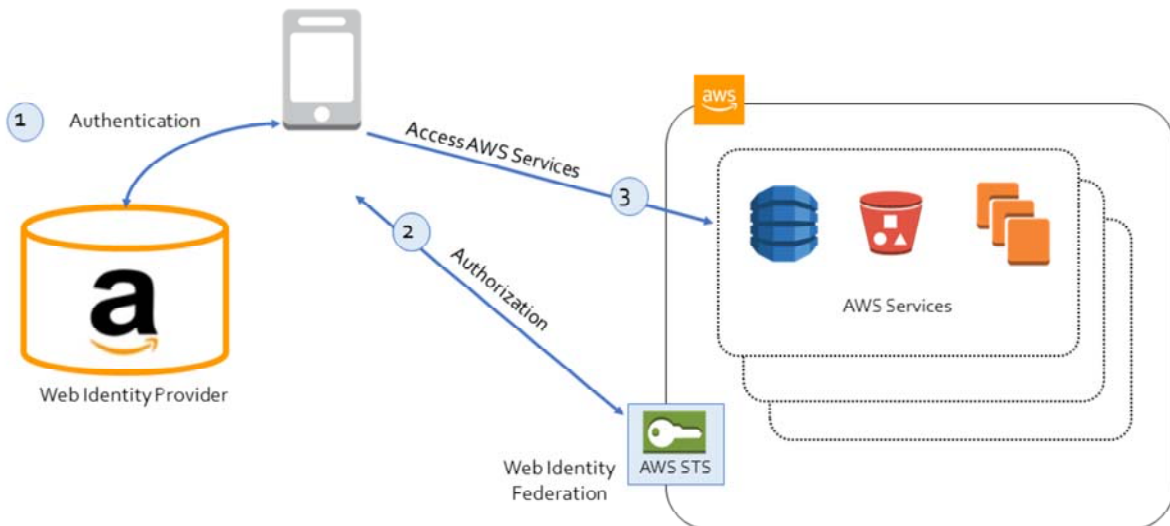 1
Authentication
aws
Access AWS Services
3
2
Authorization
a
Web Identity Provider
AWS Services
AWS STS
Web Identity
Federation